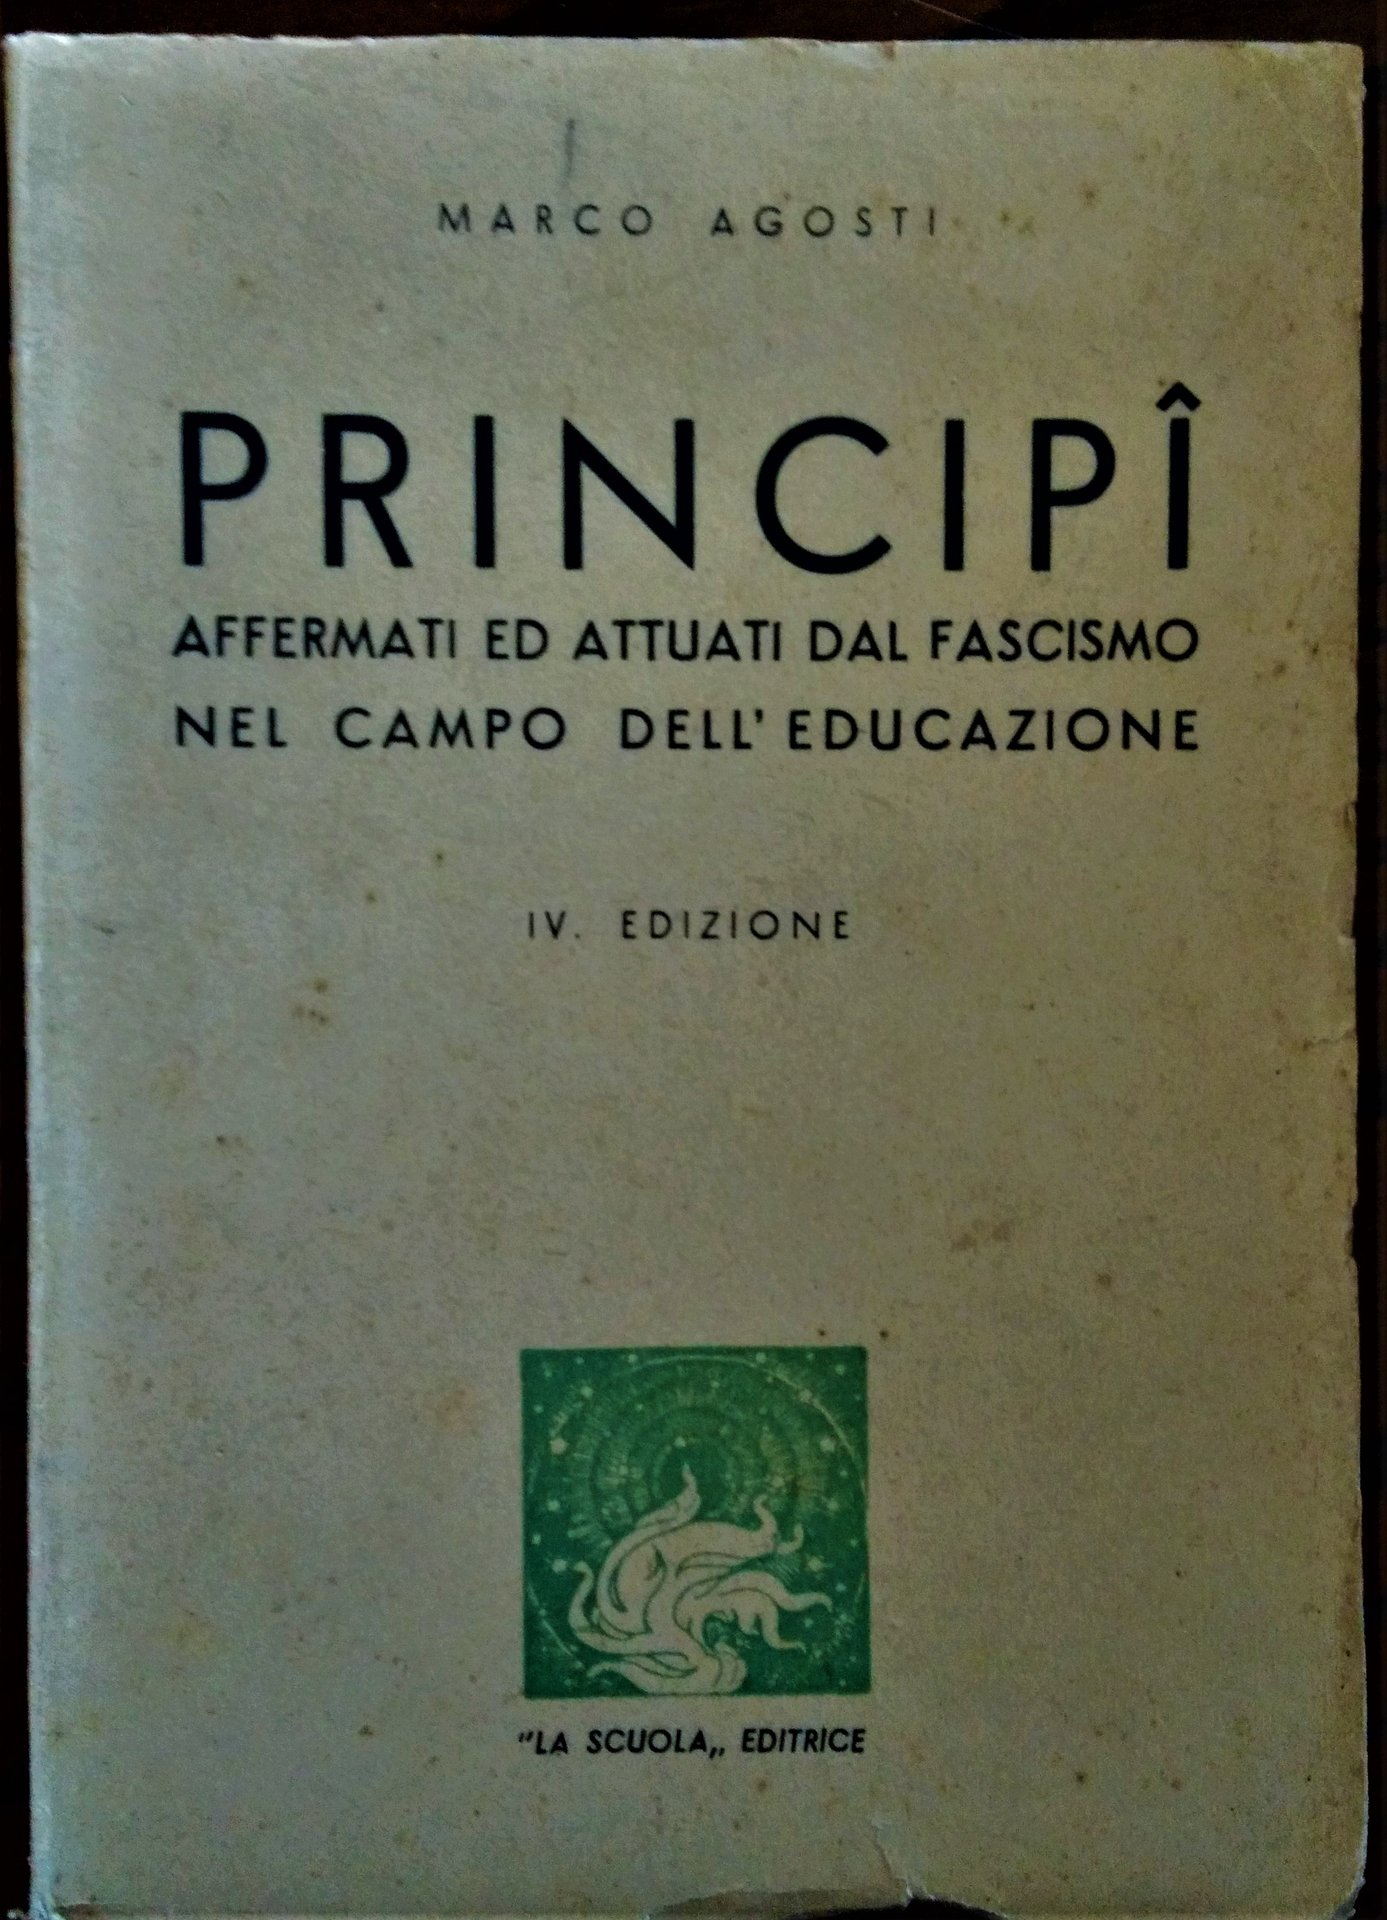 MARCO AGOSTI
PRINCIPÎ
AFFERMATI ED ATTUATI DAL FASCISMO
NEL CAMPO DELL'EDUCAZIONE
IV. EDIZIONE
"LA SCUOLA„ EDITRICE